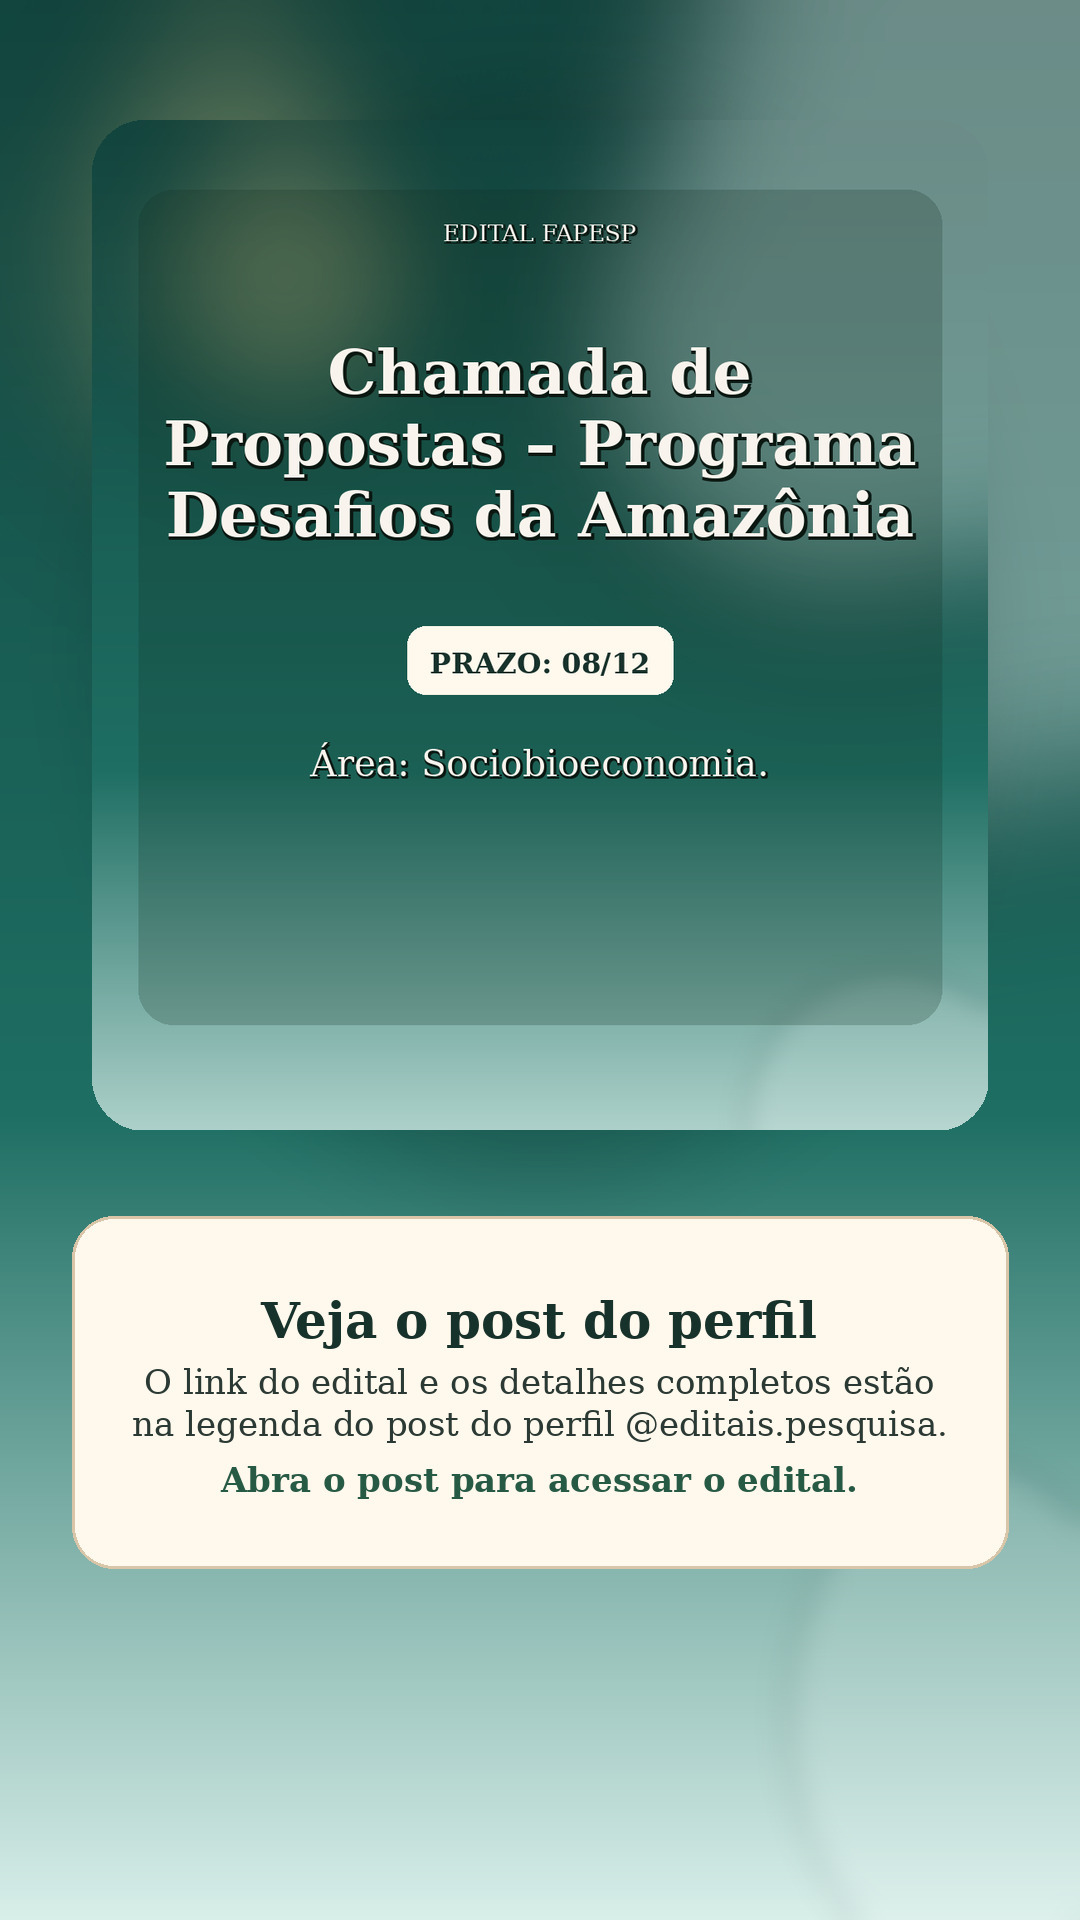 EDITAL FAPESP
Chamada de
Propostas – Programa
Desafios da Amazônia
PRAZO: 08/12
Área: Sociobioeconomia.
Veja o post do perfil
O link do edital e os detalhes completos estão
na legenda do post do perfil @editais.pesquisa.
Abra o post para acessar o edital.